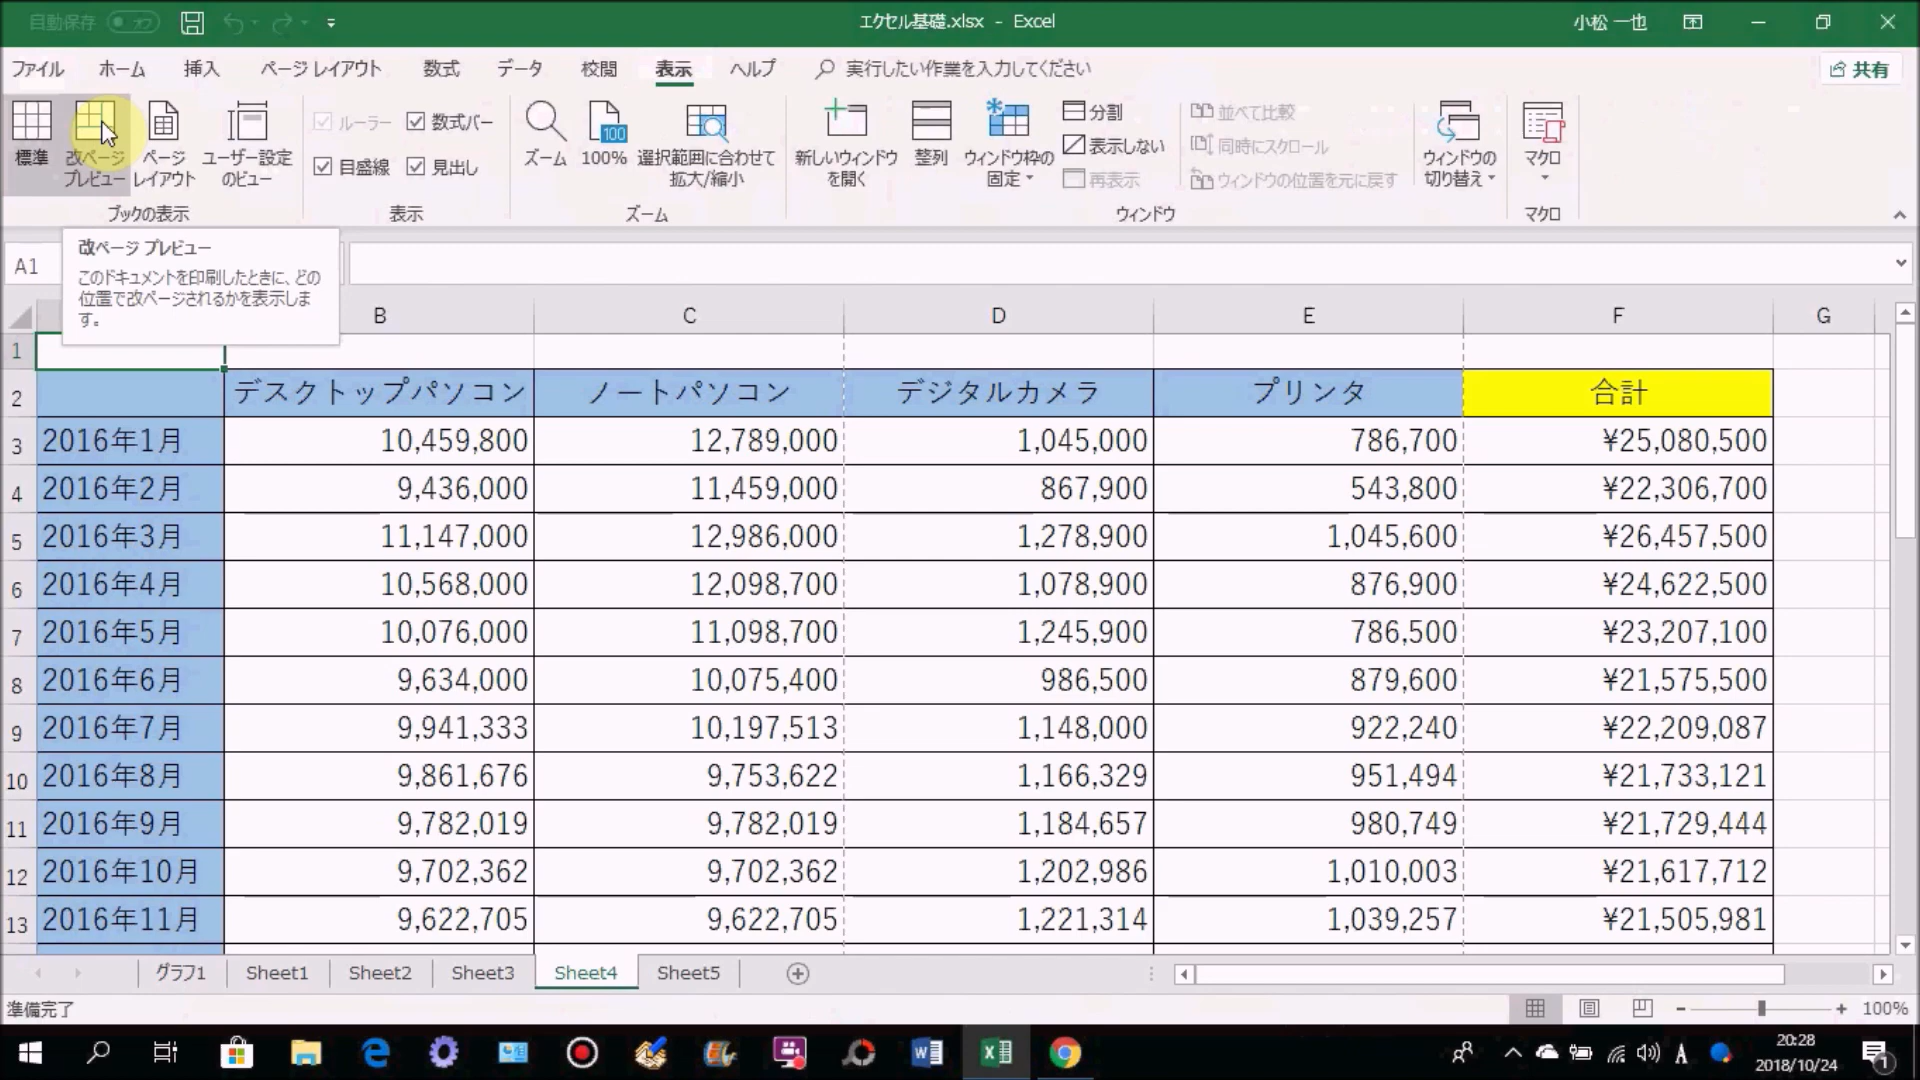 自動保存 オフ
エクセル基礎.xlsx - Excel
小松 一也
ファイル ホーム 挿入 ページ レイアウト 数式 データ 校閲 表示 ヘルプ 実行したい作業を入力してください 共有
標準
改ページ
プレビュー
ページ
レイアウト
ユーザー設定
のビュー
ブックの表示
ルーラー 数式バー
目盛線 見出し
表示
ズーム
100
100%
選択範囲に合わせて
拡大/縮小
ズーム
新しいウィンドウ
を開く
整列
ウィンドウ枠の
固定
分割
表示しない
再表示
並べて比較
同時にスクロール
ウィンドウの位置を元に戻す
ウィンドウの
切り替え
ウィンドウ
マクロ
マクロ
A1
改ページ プレビュー
このドキュメントを印刷したときに、どの
位置で改ページされるかを表示しま
す。
B C D E F G
1
2 デスクトップパソコン ノートパソコン デジタルカメラ プリンタ 合計
3 2016年1月 10,459,800 12,789,000 1,045,000 786,700 ¥25,080,500
4 2016年2月 9,436,000 11,459,000 867,900 543,800 ¥22,306,700
5 2016年3月 11,147,000 12,986,000 1,278,900 1,045,600 ¥26,457,500
6 2016年4月 10,568,000 12,098,700 1,078,900 876,900 ¥24,622,500
7 2016年5月 10,076,000 11,098,700 1,245,900 786,500 ¥23,207,100
8 2016年6月 9,634,000 10,075,400 986,500 879,600 ¥21,575,500
9 2016年7月 9,941,333 10,197,513 1,148,000 922,240 ¥22,209,087
10 2016年8月 9,861,676 9,753,622 1,166,329 951,494 ¥21,733,121
11 2016年9月 9,782,019 9,782,019 1,184,657 980,749 ¥21,729,444
12 2016年10月 9,702,362 9,702,362 1,202,986 1,010,003 ¥21,617,712
13 2016年11月 9,622,705 9,622,705 1,221,314 1,039,257 ¥21,505,981
グラフ1 Sheet1 Sheet2 Sheet3 Sheet4 Sheet5
準備完了
100%
A
20:28
2018/10/24
1